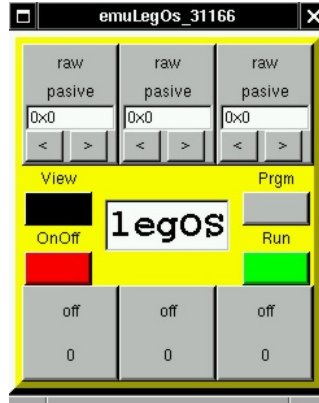 emuLegOs_31166
raw raw raw
pasive pasive pasive
0x0 0x0 0x0
< > < > < >
View Prgm
legOS
OnOff Run
off off off
0 0 0